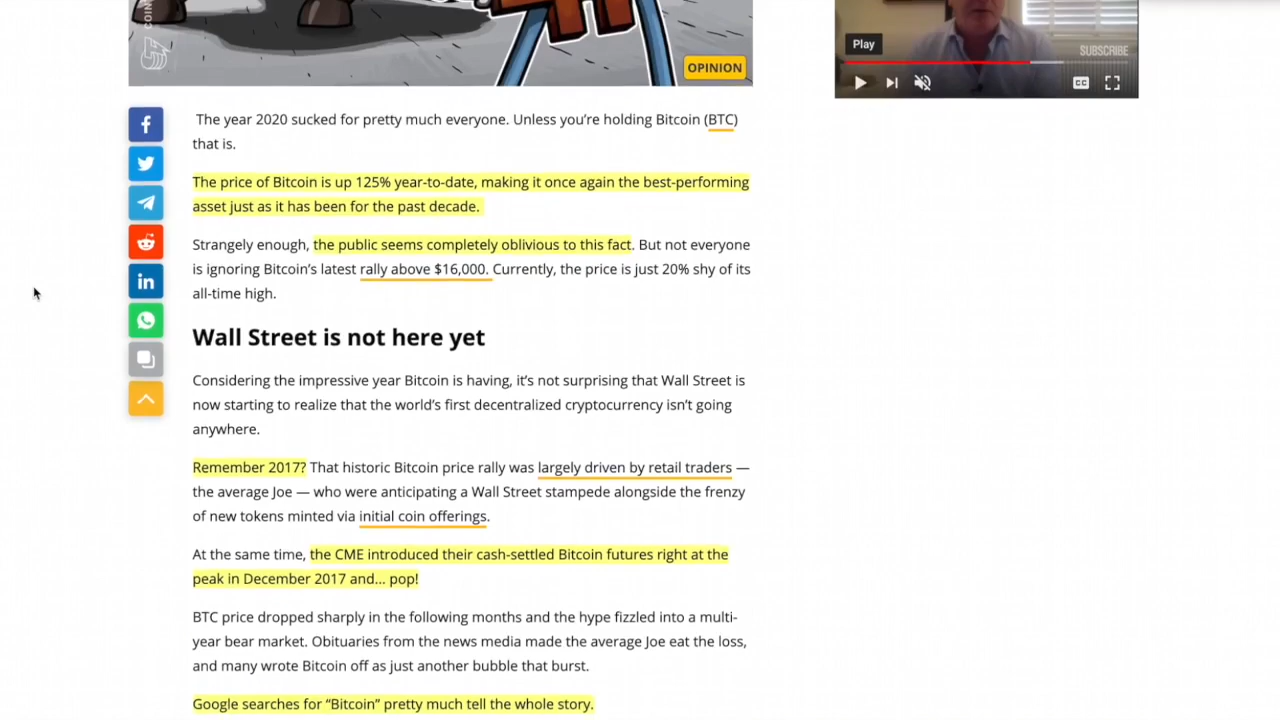 COIN
OPINION
Play
SUBSCRIBE
CC
The year 2020 sucked for pretty much everyone. Unless you’re holding Bitcoin (BTC)
that is.
The price of Bitcoin is up 125% year-to-date, making it once again the best-performing
asset just as it has been for the past decade.
Strangely enough, the public seems completely oblivious to this fact. But not everyone
is ignoring Bitcoin’s latest rally above $16,000. Currently, the price is just 20% shy of its
all-time high.
Wall Street is not here yet
Considering the impressive year Bitcoin is having, it’s not surprising that Wall Street is
now starting to realize that the world’s first decentralized cryptocurrency isn’t going
anywhere.
Remember 2017? That historic Bitcoin price rally was largely driven by retail traders —
the average Joe — who were anticipating a Wall Street stampede alongside the frenzy
of new tokens minted via initial coin offerings.
At the same time, the CME introduced their cash-settled Bitcoin futures right at the
peak in December 2017 and... pop!
BTC price dropped sharply in the following months and the hype fizzled into a multi-
year bear market. Obituaries from the news media made the average Joe eat the loss,
and many wrote Bitcoin off as just another bubble that burst.
Google searches for “Bitcoin” pretty much tell the whole story.